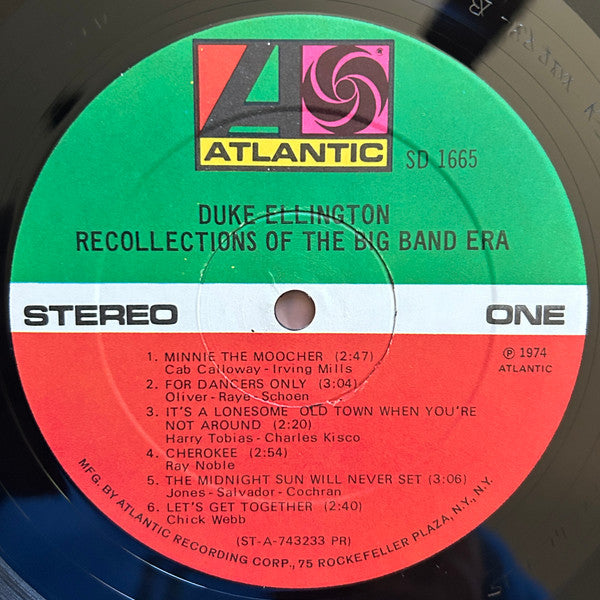 ATLANTIC
SD 1665
DUKE ELLINGTON
RECOLLECTIONS OF THE BIG BAND ERA
STEREO
ONE
1. MINNIE THE MOOCHER (2:47)
Cab Calloway - Irving Mills
2. FOR DANCERS ONLY (3:04)
Oliver - Raye - Schoen
3. IT'S A LONESOME OLD TOWN WHEN YOU'RE
NOT AROUND (2:20)
Harry Tobias - Charles Kisco
4. CHEROKEE (2:54)
Ray Noble
5. THE MIDNIGHT SUN WILL NEVER SET (3:06)
Jones - Salvador - Cochran
6. LET'S GET TOGETHER (2:40)
Chick Webb
℗ 1974
ATLANTIC
(ST-A-743233 PR)
MFG. BY ATLANTIC RECORDING CORP., 75 ROCKEFELLER PLAZA, N.Y., N.Y.